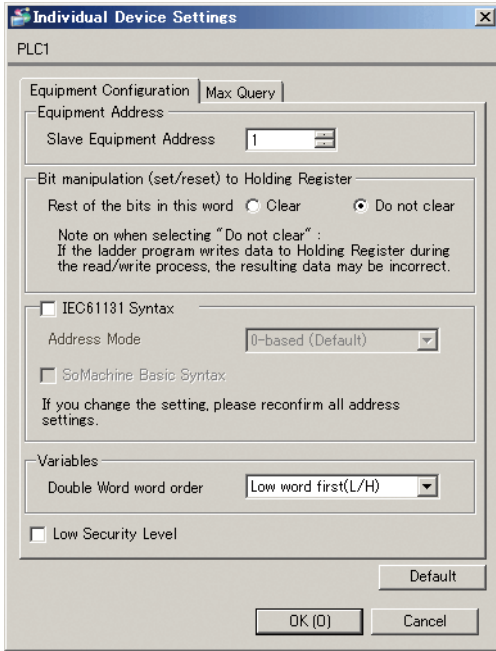 Individual Device Settings
PLC1
Equipment Configuration Max Query
Equipment Address
Slave Equipment Address 1
Bit manipulation (set/reset) to Holding Register
Rest of the bits in this word Clear Do not clear
Note on when selecting "Do not clear" :
If the ladder program writes data to Holding Register during
the read/write process, the resulting data may be incorrect.
IEC61131 Syntax
Address Mode 0-based (Default)
SoMachine Basic Syntax
If you change the setting, please reconfirm all address
settings.
Variables
Double Word word order Low word first(L/H)
Low Security Level
Default
OK (O) Cancel